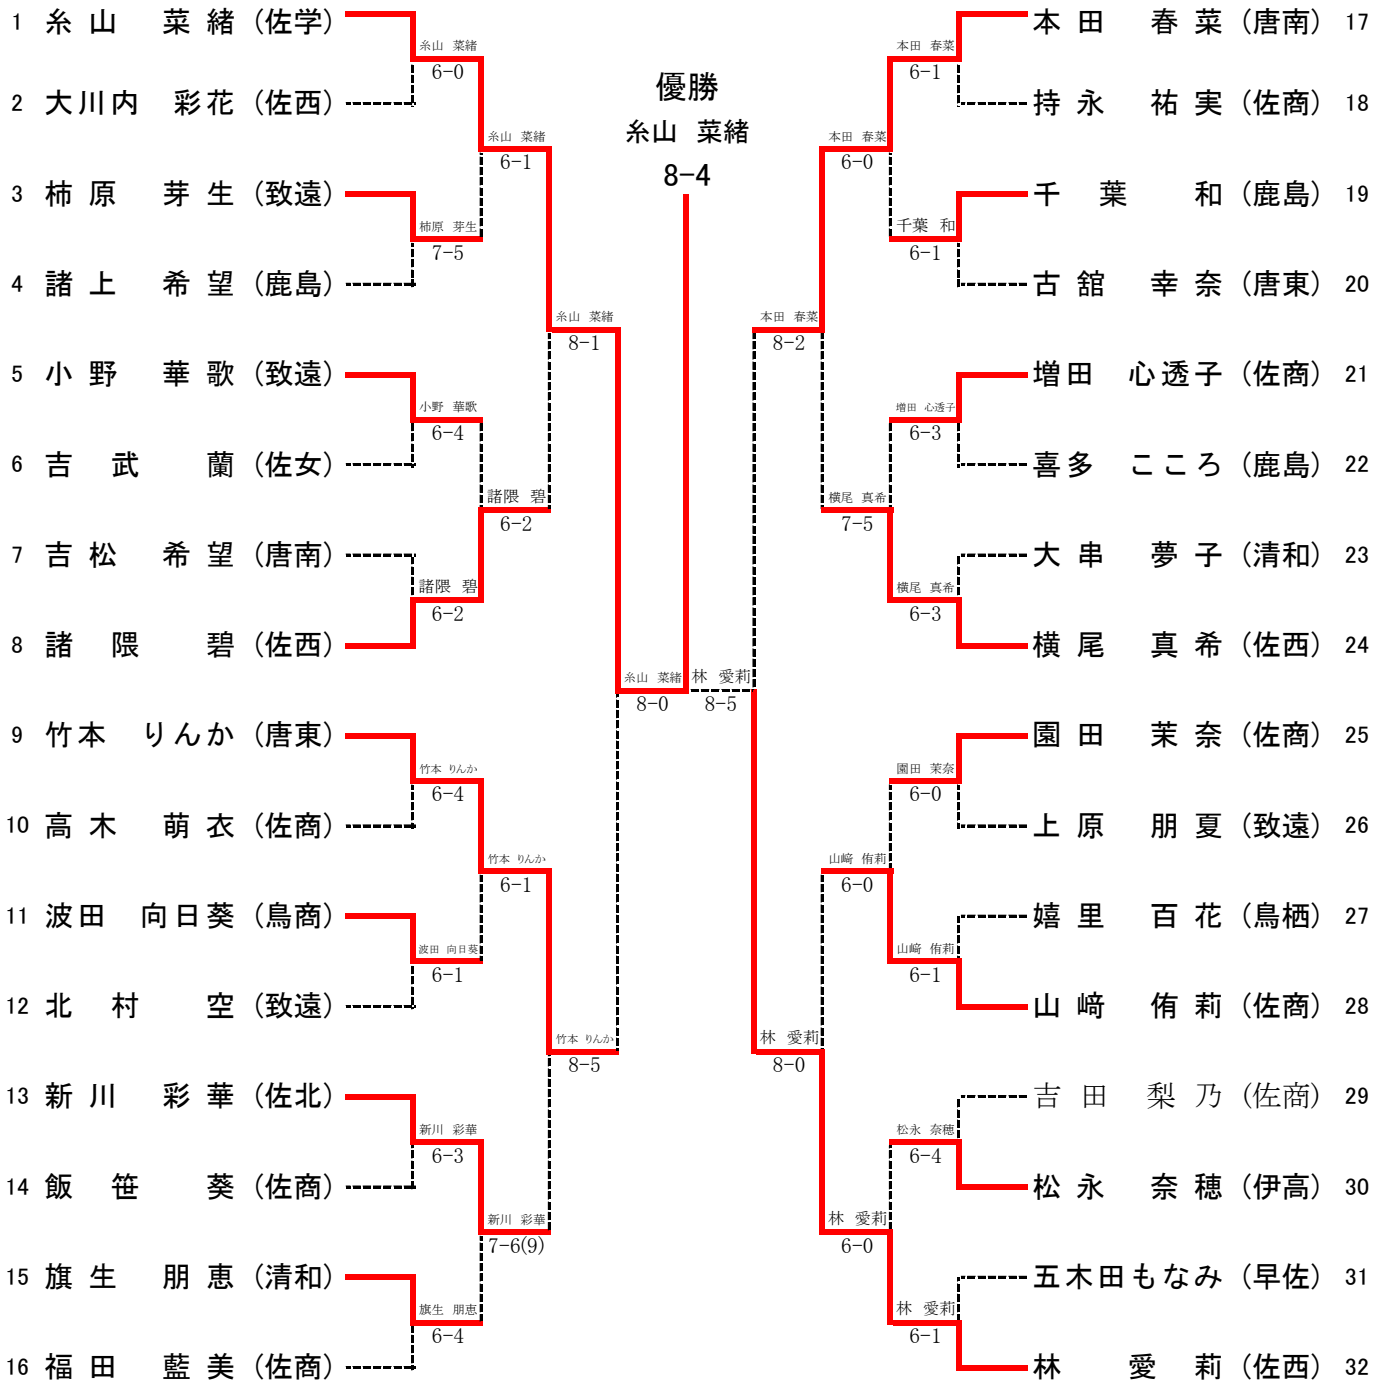 優勝
糸山 菜緒
8-4
1 糸山 菜緒 (佐学)
2 大川内 彩花 (佐西)
3 柿原 芽生 (致遠)
4 諸上 希望 (鹿島)
5 小野 華歌 (致遠)
6 吉武 蘭 (佐女)
7 吉松 希望 (唐南)
8 諸隈 碧 (佐西)
9 竹本 りんか (唐東)
10 高木 萌衣 (佐商)
11 波田 向日葵 (鳥商)
12 北村 空 (致遠)
13 新川 彩華 (佐北)
14 飯笹 葵 (佐商)
15 旗生 朋恵 (清和)
16 福田 藍美 (佐商)
糸山 菜緒
6-0
柿原 芽生
7-5
小野 華歌
6-4
諸隈 碧
6-2
竹本 りんか
6-4
波田 向日葵
6-1
新川 彩華
6-3
旗生 朋恵
6-4
糸山 菜緒
6-1
諸隈 碧
6-2
竹本 りんか
6-1
新川 彩華
7-6(9)
糸山 菜緒
8-1
竹本 りんか
8-5
糸山 菜緒
8-0
林 愛莉
8-5
本田 春菜
8-2
林 愛莉
8-0
本田 春菜
6-0
横尾 真希
7-5
山﨑 侑莉
6-0
林 愛莉
6-0
本田 春菜
6-1
千葉 和
6-1
増田 心透子
6-3
横尾 真希
6-3
園田 茉奈
6-0
山﨑 侑莉
6-1
松永 奈穂
6-4
林 愛莉
6-1
本田 春菜 (唐南) 17
持永 祐実 (佐商) 18
千葉 和 (鹿島) 19
古舘 幸奈 (唐東) 20
増田 心透子 (佐商) 21
喜多 こころ (鹿島) 22
大串 夢子 (清和) 23
横尾 真希 (佐西) 24
園田 茉奈 (佐商) 25
上原 朋夏 (致遠) 26
嬉里 百花 (鳥栖) 27
山﨑 侑莉 (佐商) 28
吉田 梨乃 (佐商) 29
松永 奈穂 (伊高) 30
五木田もなみ (早佐) 31
林 愛莉 (佐西) 32